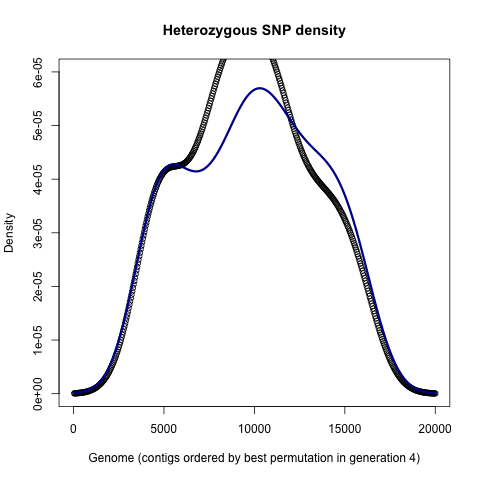 Heterozygous SNP density
Density
6e-05
5e-05
4e-05
3e-05
2e-05
1e-05
0e+00
0 5000 10000 15000 20000
Genome (contigs ordered by best permutation in generation 4)